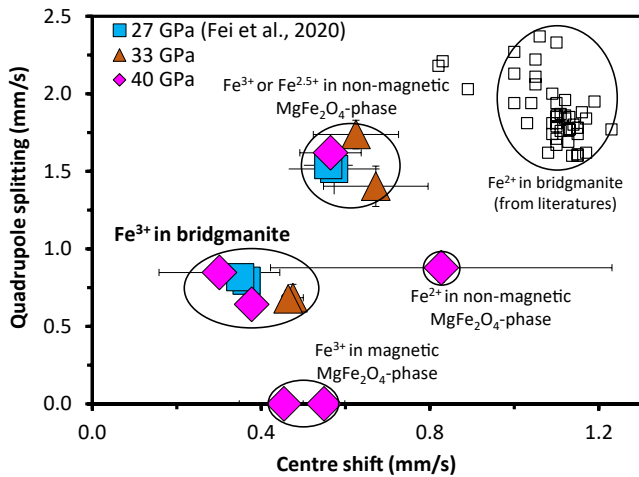 2.5
2.0
1.5
1.0
0.5
0.0
Quadrupole splitting (mm/s)
27 GPa (Fei et al., 2020)
33 GPa
40 GPa
Fe³⁺ or Fe²·⁵⁺ in non-magnetic
MgFe₂O₄-phase
Fe²⁺ in bridgmanite
(from literatures)
Fe³⁺ in bridgmanite
Fe²⁺ in non-magnetic
MgFe₂O₄-phase
Fe³⁺ in magnetic
MgFe₂O₄-phase
0.0
0.4
0.8
1.2
Centre shift (mm/s)